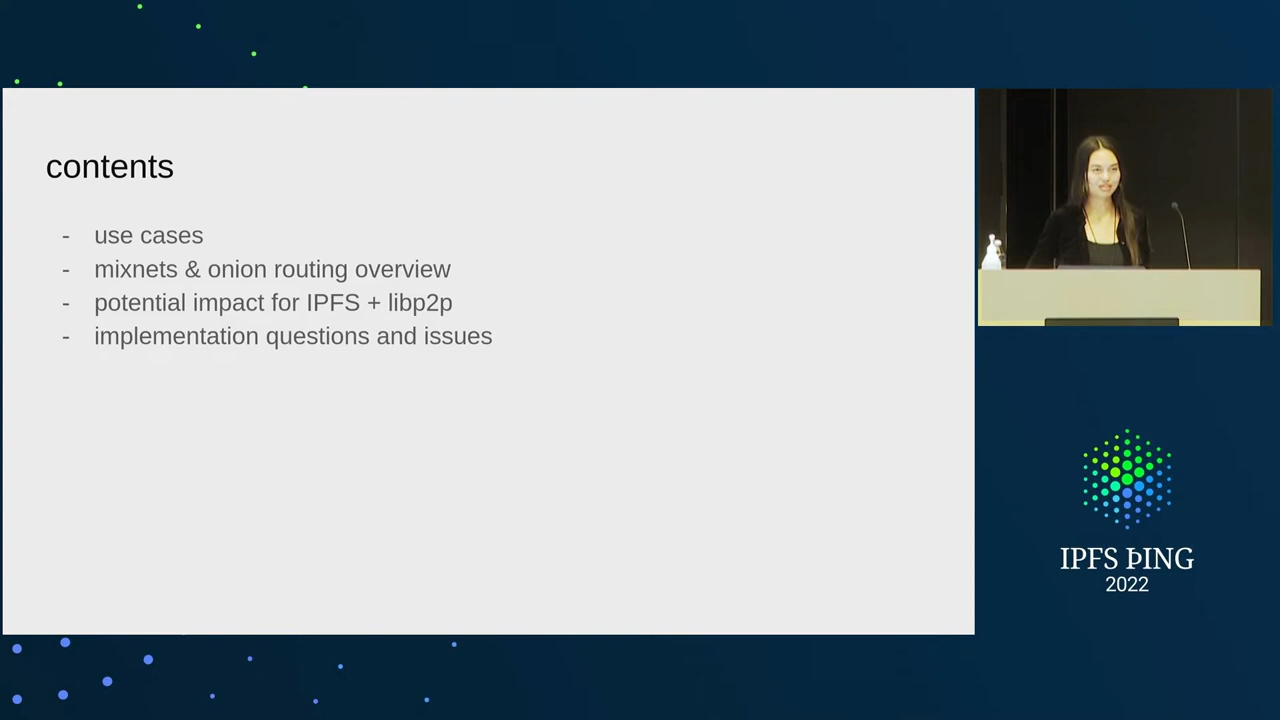 contents
- use cases
- mixnets & onion routing overview
- potential impact for IPFS + libp2p
- implementation questions and issues
IPFS ÞING
2022